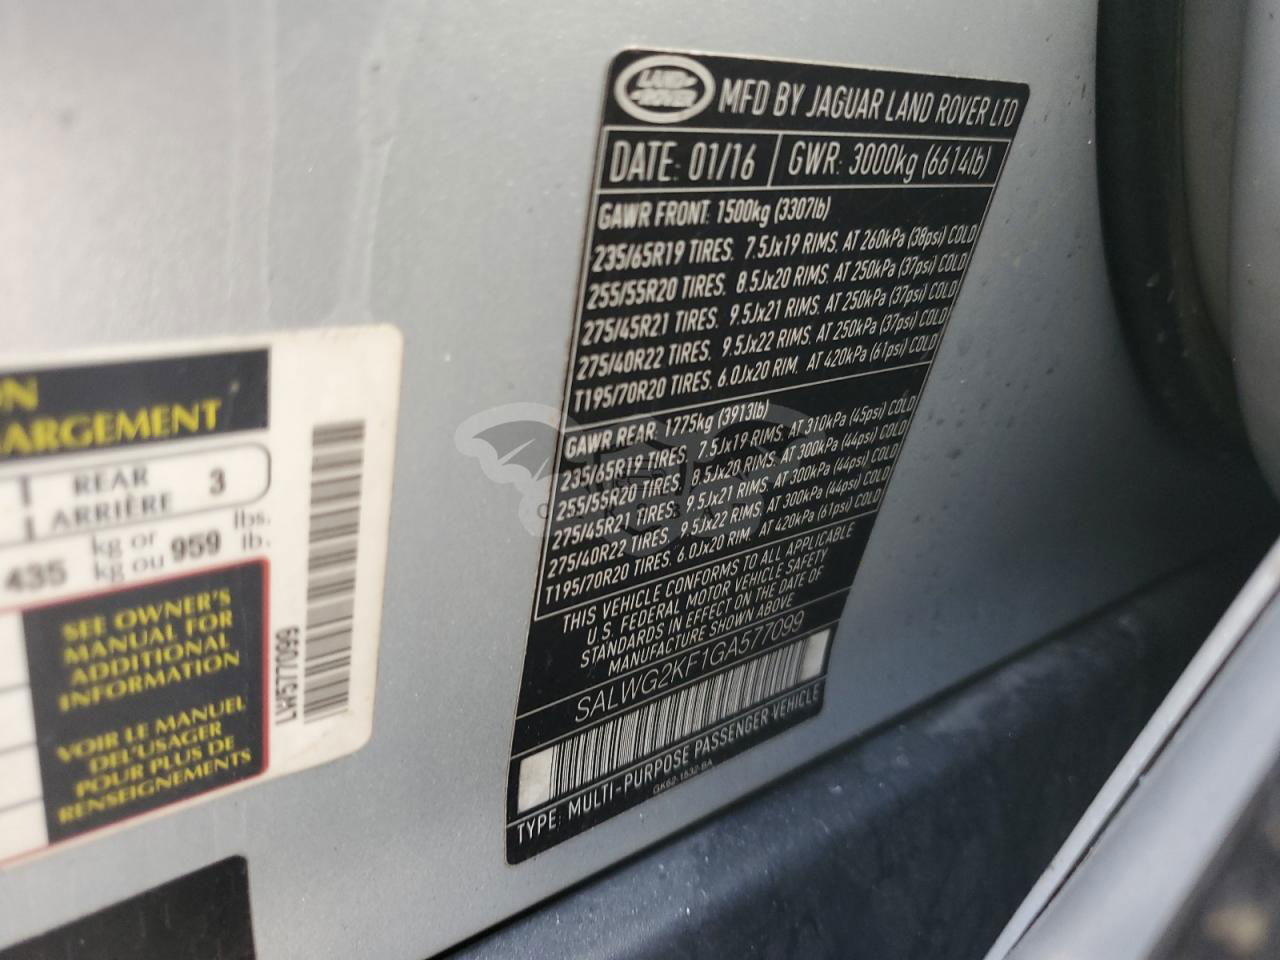 LAND ROVER
MFD BY JAGUAR LAND ROVER LTD
DATE: 01/16
GWR: 3000kg (6614lb)
GAWR FRONT: 1500kg (3307lb)
235/65R19 TIRES. 7.5Jx19 RIMS. AT 260kPa (38psi) COLD
255/55R20 TIRES. 8.5Jx20 RIMS. AT 250kPa (37psi) COLD
275/45R21 TIRES. 9.5Jx21 RIMS. AT 250kPa (37psi) COLD
275/40R22 TIRES. 9.5Jx22 RIMS. AT 250kPa (37psi) COLD
T195/70R20 TIRES. 6.0Jx20 RIM. AT 420kPa (61psi) COLD
GAWR REAR: 1775kg (3913lb)
235/65R19 TIRES. 7.5Jx19 RIMS. AT 310kPa (45psi) COLD
255/55R20 TIRES. 8.5Jx20 RIMS. AT 300kPa (44psi) COLD
275/45R21 TIRES. 9.5Jx21 RIMS. AT 300kPa (44psi) COLD
275/40R22 TIRES. 9.5Jx22 RIMS. AT 300kPa (44psi) COLD
T195/70R20 TIRES. 6.0Jx20 RIM. AT 420kPa (61psi) COLD
THIS VEHICLE CONFORMS TO ALL APPLICABLE
U.S. FEDERAL MOTOR VEHICLE SAFETY
STANDARDS IN EFFECT ON THE DATE OF
MANUFACTURE SHOWN ABOVE
SALWG2KF1GA577099
TYPE: MULTI-PURPOSE PASSENGER VEHICLE
GK62-1532-BA
ON
ARGEMENT
REAR 3
ARRIÈRE
435 kg or 959 lbs.
kg ou lb.
SEE OWNER'S
MANUAL FOR
ADDITIONAL
INFORMATION
VOIR LE MANUEL
DEL'USAGER
POUR PLUS DE
RENSEIGNEMENTS
LW577099